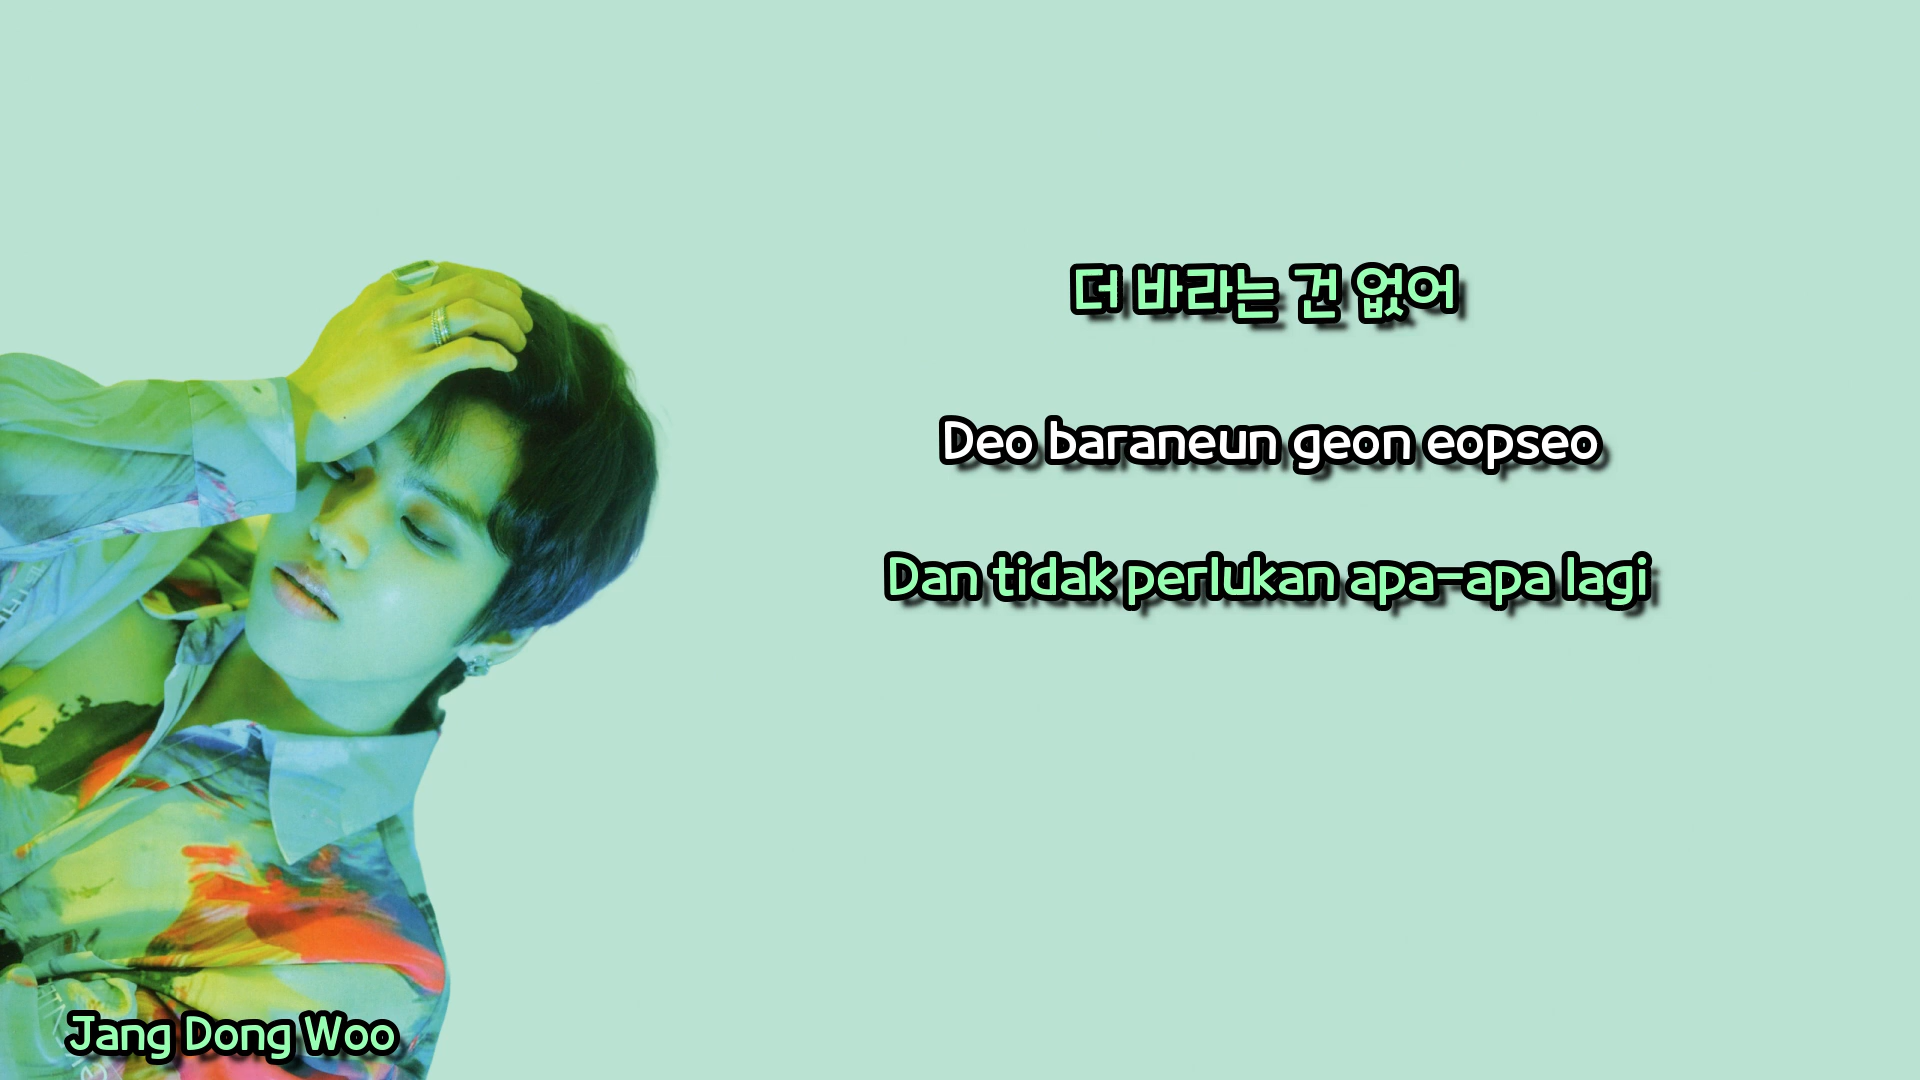 더 바라는 건 없어
Deo baraneun geon eopseo
Dan tidak perlukan apa-apa lagi
Jang Dong Woo